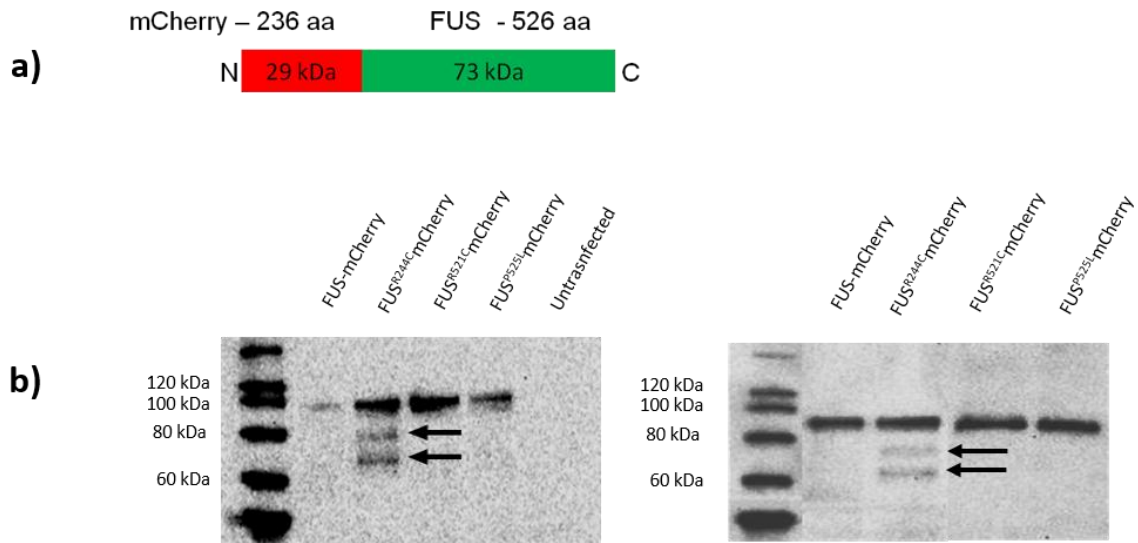 mCherry – 236 aa FUS - 526 aa
a) N 29 kDa 73 kDa C
FUS-mCherry
FUSR244CmCherry
FUSR521CmCherry
FUSP525LmCherry
Untrasnfected
FUS-mCherry
FUSR244CmCherry
FUSR521CmCherry
FUSP525LmCherry
b)
120 kDa
100 kDa
80 kDa
60 kDa
120 kDa
100 kDa
80 kDa
60 kDa